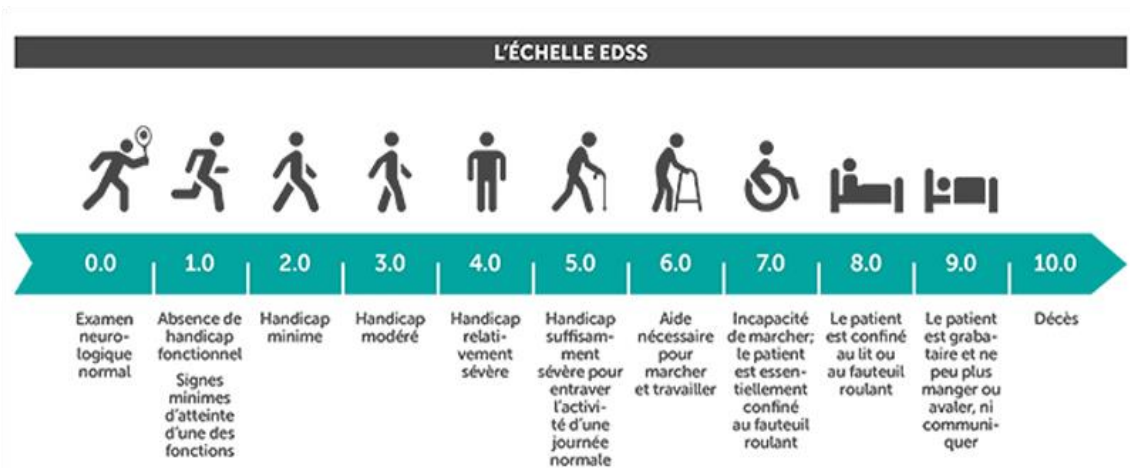 L'ÉCHELLE EDSS
0.0
1.0
2.0
3.0
4.0
5.0
6.0
7.0
8.0
9.0
10.0
Examen
neuro-
logique
normal
Absence de
handicap
fonctionnel
Signes
minimes
d'atteinte
d'une des
fonctions
Handicap
minime
Handicap
modéré
Handicap
relati-
vement
sévère
Handicap
suffisam-
ment
sévère pour
entraver
l'activi-
té d'une
journée
normale
Aide
nécessaire
pour
marcher
et travailler
Incapacité
de marcher;
le patient
est essen-
tiellement
confiné
au fauteuil
roulant
Le patient
est confiné
au lit ou
au fauteuil
roulant
Le patient
est graba-
taire et ne
peu plus
manger ou
avaler, ni
communi-
quer
Décès